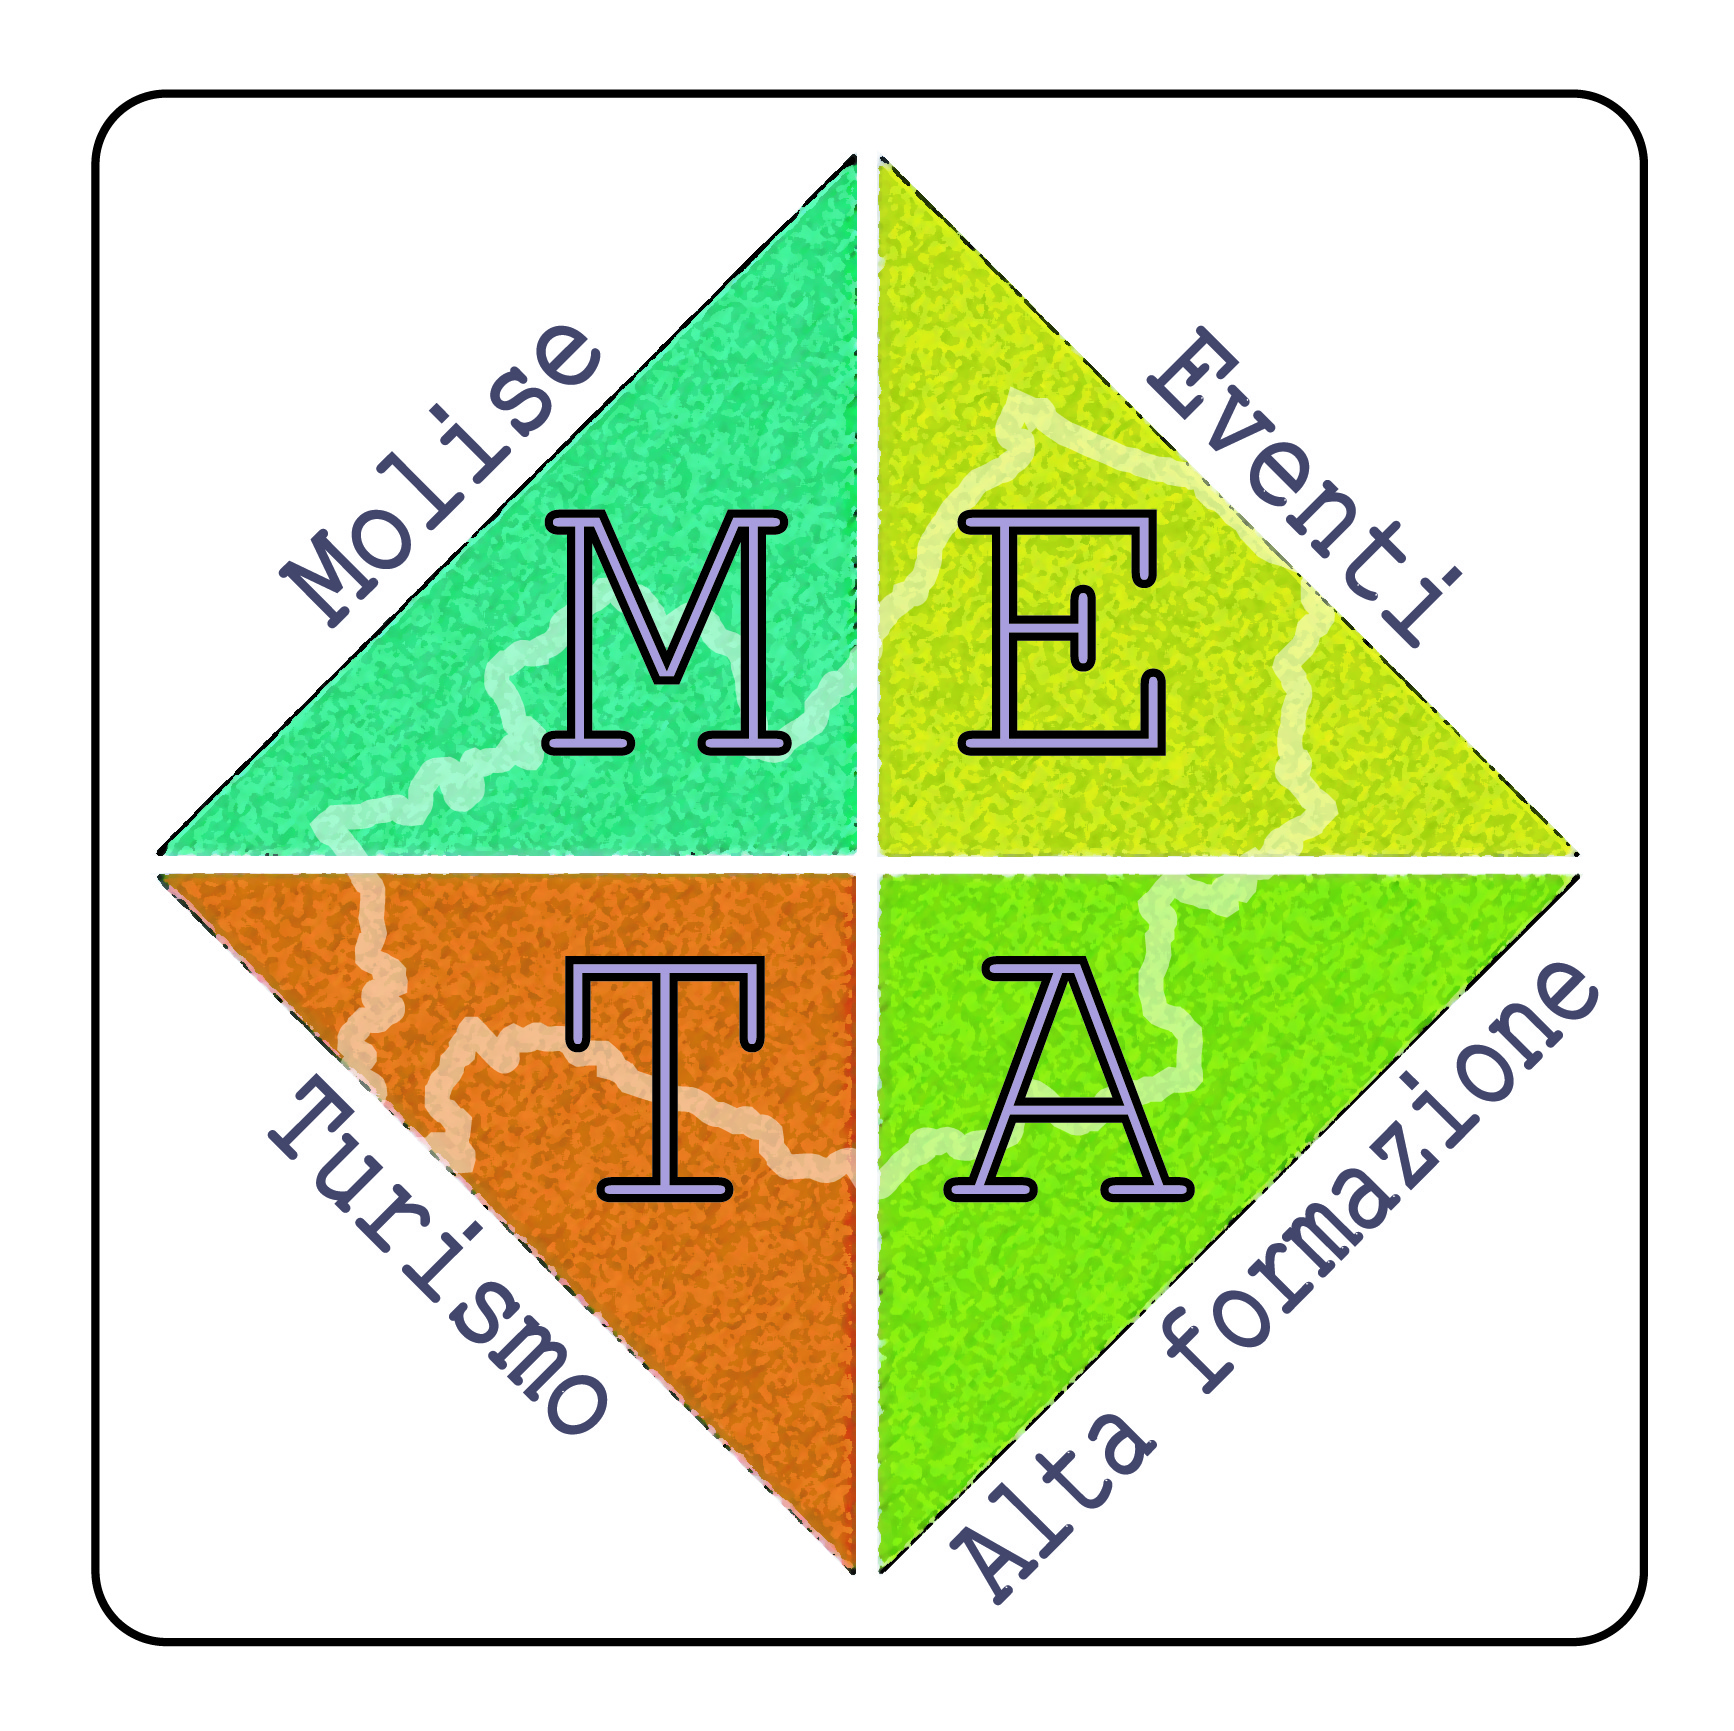 Molise
Eventi
M E
T A
Turismo
Alta formazione